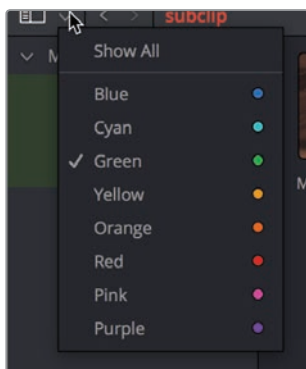 subclip
M
Show All
Blue
Cyan
Green
Yellow
Orange
Red
Pink
Purple
M